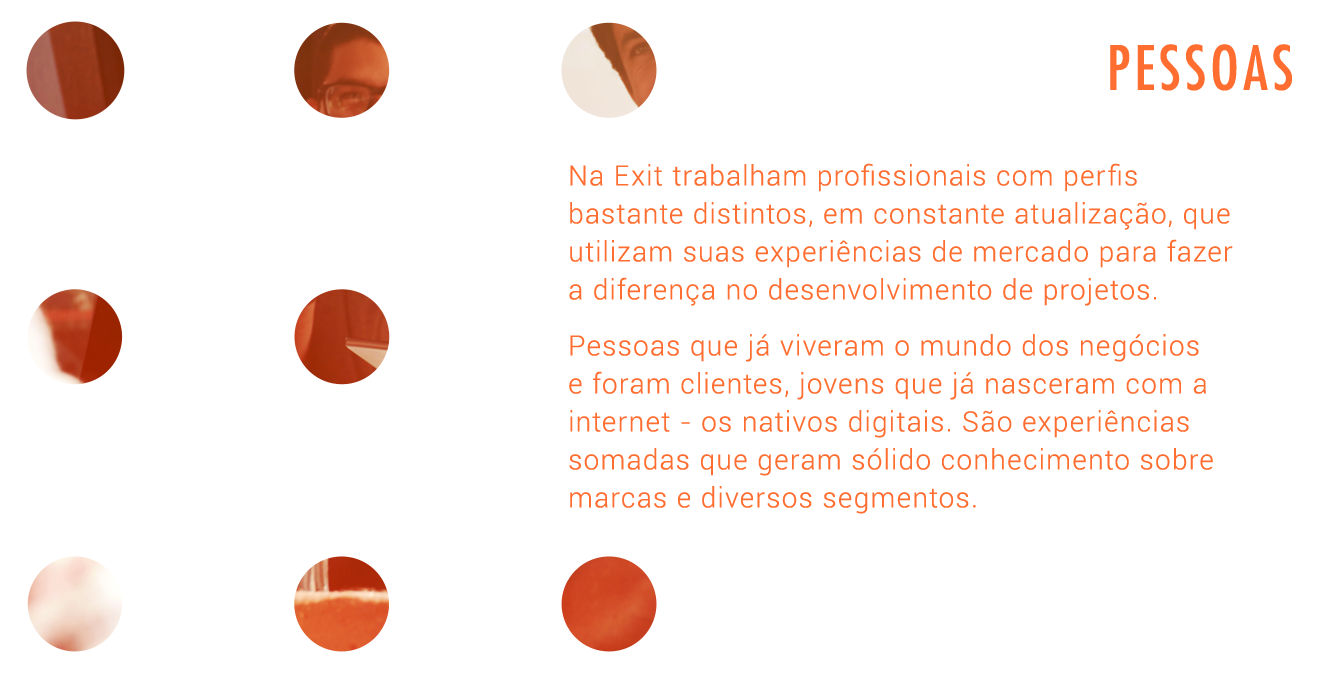 PESSOAS
Na Exit trabalham profissionais com perfis
bastante distintos, em constante atualização, que
utilizam suas experiências de mercado para fazer
a diferença no desenvolvimento de projetos.
Pessoas que já viveram o mundo dos negócios
e foram clientes, jovens que já nasceram com a
internet - os nativos digitais. São experiências
somadas que geram sólido conhecimento sobre
marcas e diversos segmentos.